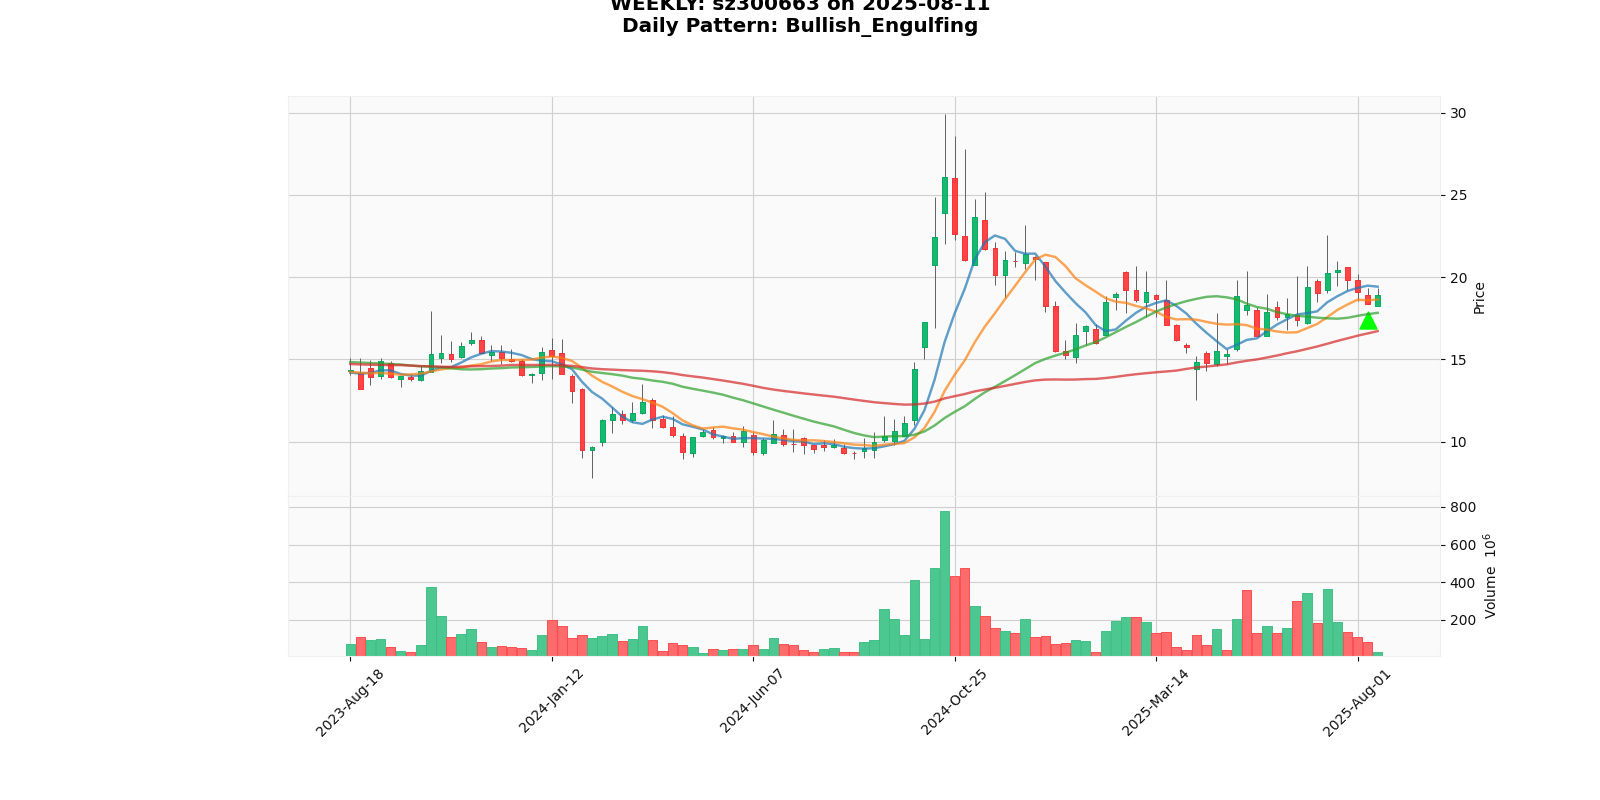 WEEKLY: sz300663 on 2025-08-11
Daily Pattern: Bullish_Engulfing
30
25
20
15
10
Price
800
600
400
200
Volume 10^6
2023-Aug-18
2024-Jan-12
2024-Jun-07
2024-Oct-25
2025-Mar-14
2025-Aug-01